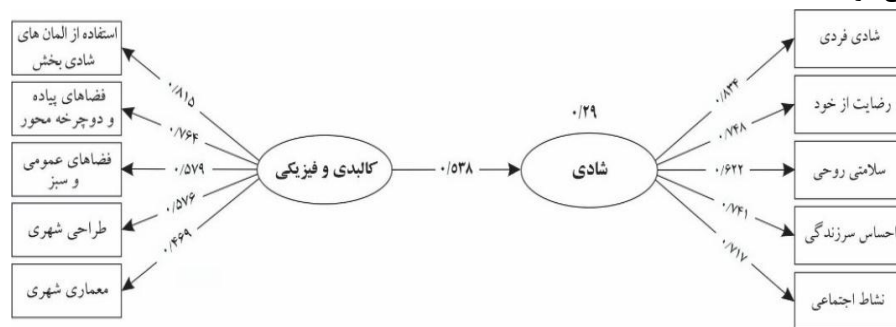 استفاده از المان های
شادی بخش
فضاهای پیاده
و دوچرخه محور
فضاهای عمومی
و سبز
طراحی شهری
معماری شهری
۰/۸۱۵
۰/۷۶۴
۰/۵۷۹
۰/۵۷۶
۰/۴۶۹
کالبدی و فیزیکی
۰/۵۳۸
۰/۲۹
شادی
۰/۸۳۴
۰/۷۴۸
۰/۶۲۲
۰/۷۴۱
۰/۷۱۷
شادی فردی
رضایت از خود
سلامتی روحی
احساس سرزندگی
نشاط اجتماعی